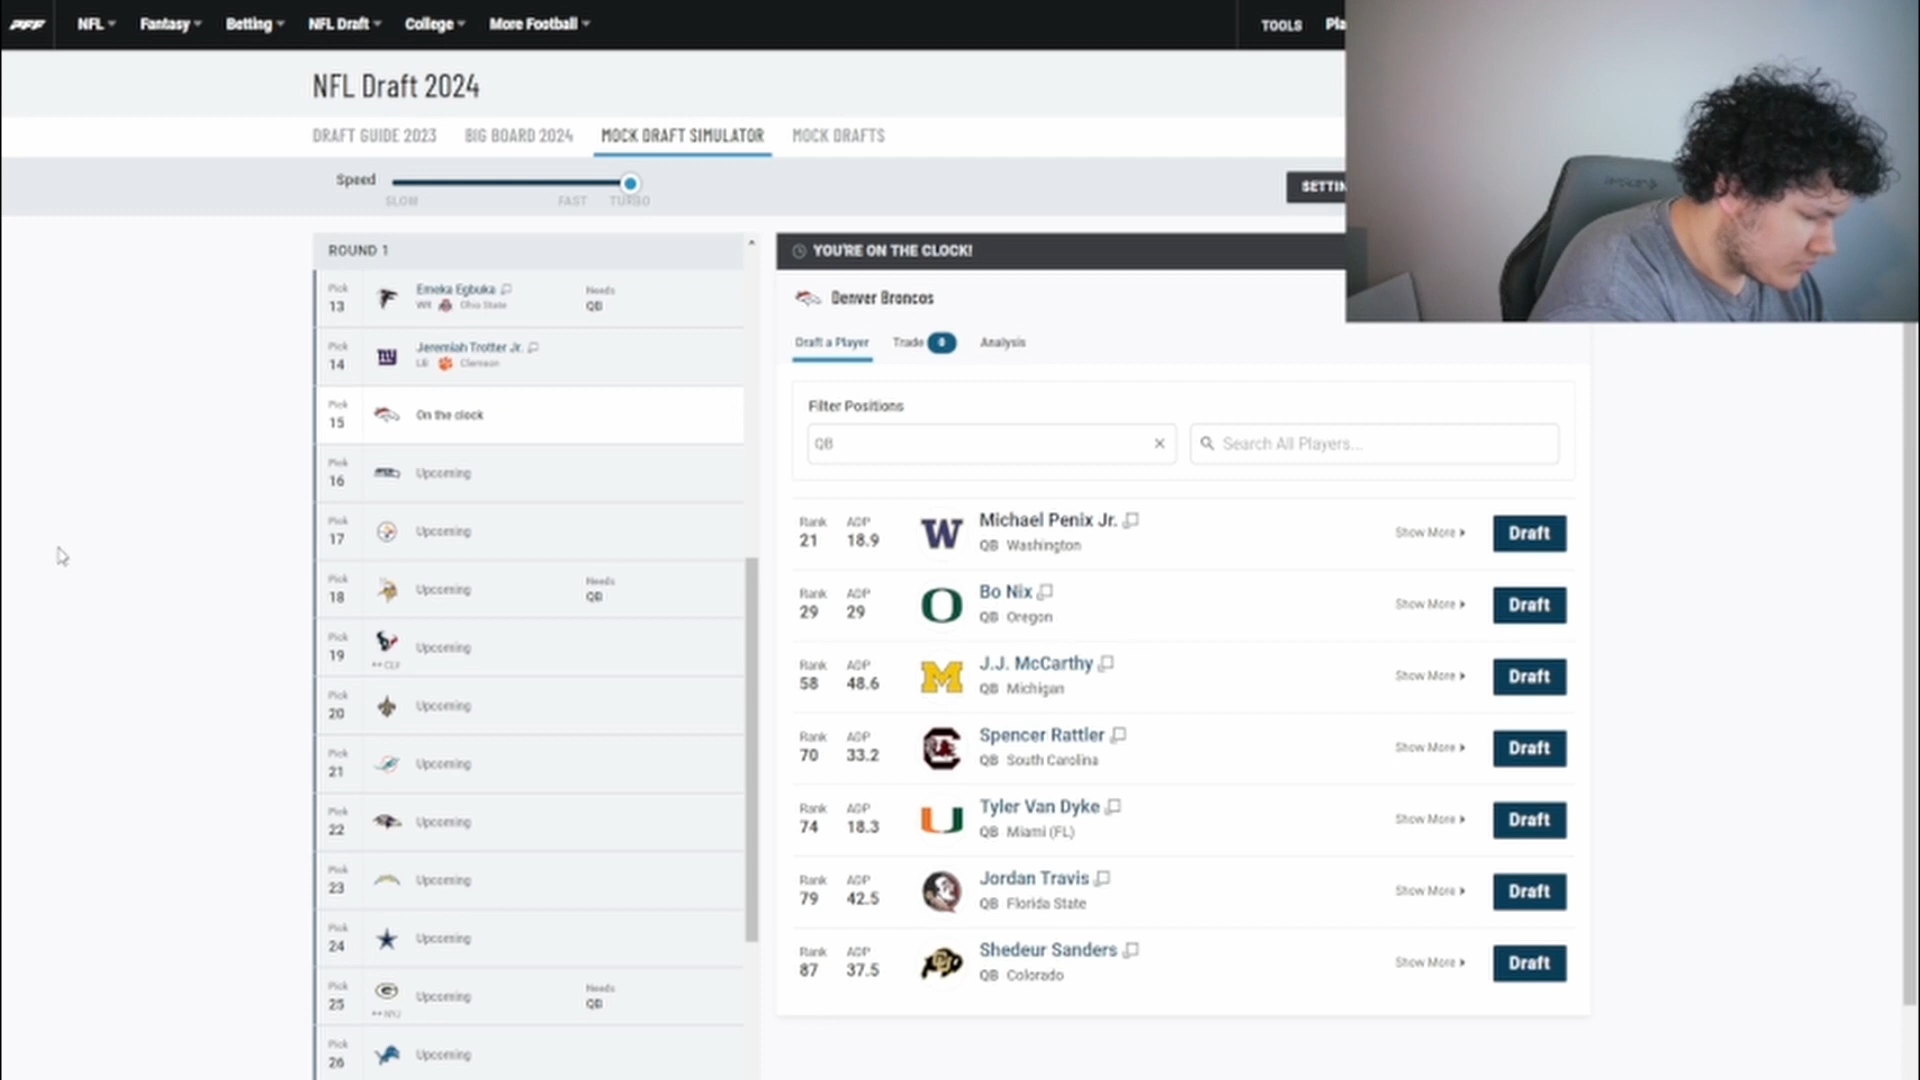 PFF
NFL
Fantasy
Betting
NFL Draft
College
More Football
TOOLS
NFL Draft 2024
DRAFT GUIDE 2023
BIG BOARD 2024
MOCK DRAFT SIMULATOR
MOCK DRAFTS
Speed
SLOW
FAST
TURBO
ROUND 1
Pick
13
Emeka Egbuka
WR Ohio State
Needs
QB
Pick
14
Jeremiah Trotter Jr.
LB Clemson
Pick
15
On the clock
Pick
16
Upcoming
Pick
17
Upcoming
Pick
18
Upcoming
Needs
QB
Pick
19
Upcoming
Pick
20
Upcoming
Pick
21
Upcoming
Pick
22
Upcoming
Pick
23
Upcoming
Pick
24
Upcoming
Pick
25
Upcoming
Needs
QB
Pick
26
Upcoming
YOU'RE ON THE CLOCK!
Denver Broncos
Draft a Player
Trade 0
Analysis
Filter Positions
QB
Search All Players...
Rank
21
ADP
18.9
Michael Penix Jr.
QB Washington
Show More
Draft
Rank
29
ADP
29
Bo Nix
QB Oregon
Show More
Draft
Rank
58
ADP
48.6
J.J. McCarthy
QB Michigan
Show More
Draft
Rank
70
ADP
33.2
Spencer Rattler
QB South Carolina
Show More
Draft
Rank
74
ADP
18.3
Tyler Van Dyke
QB Miami (FL)
Show More
Draft
Rank
79
ADP
42.5
Jordan Travis
QB Florida State
Show More
Draft
Rank
87
ADP
37.5
Shedeur Sanders
QB Colorado
Show More
Draft